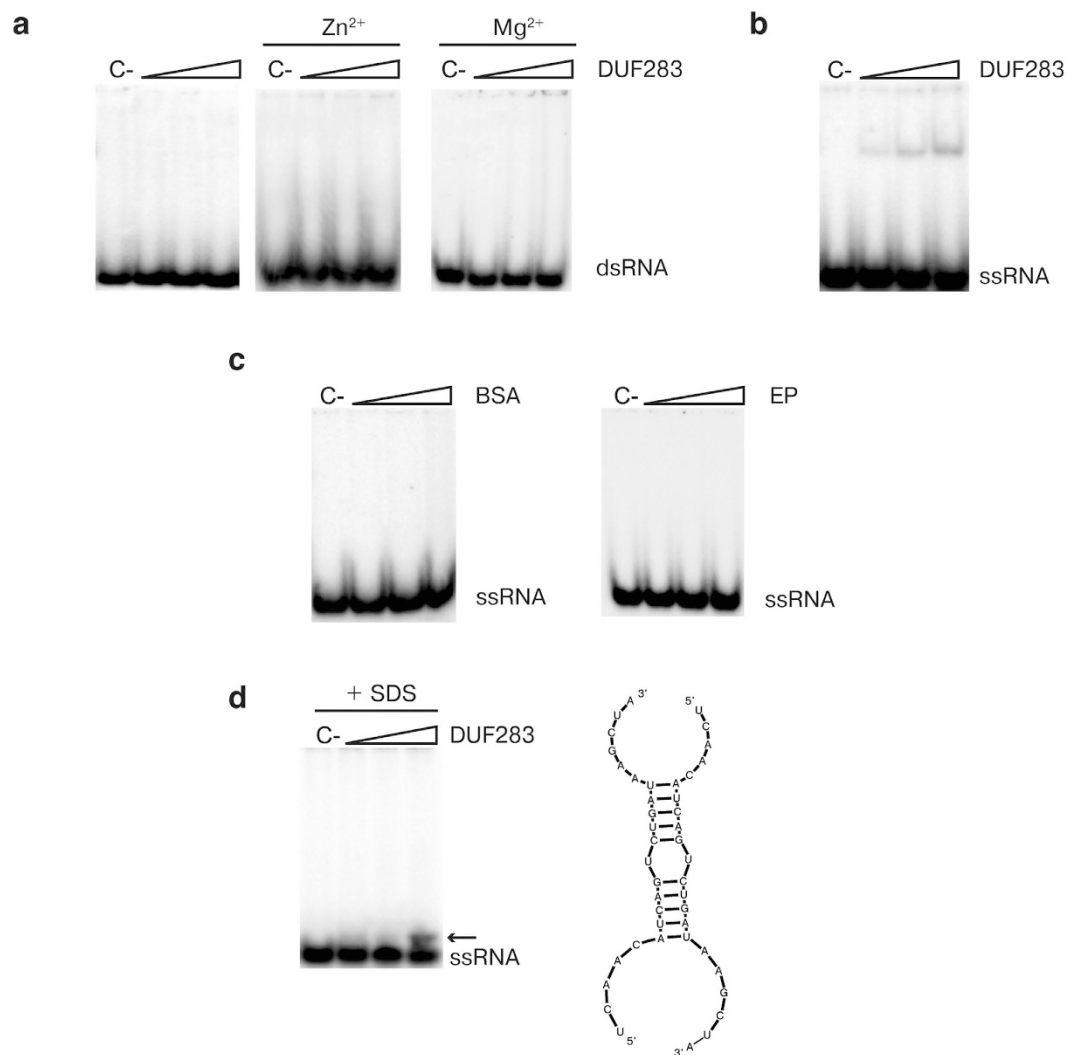 a
Zn²⁺
Mg²⁺
C-
C-
C-
DUF283
dsRNA
b
C-
DUF283
ssRNA
c
C-
BSA
ssRNA
C-
EP
ssRNA
d
+ SDS
C-
DUF283
ssRNA
5' U C A A C A U C A G U C U G A U A A G C U A 3'
5' U C A A C A U C A G U C U G A U A A G C U A 3'